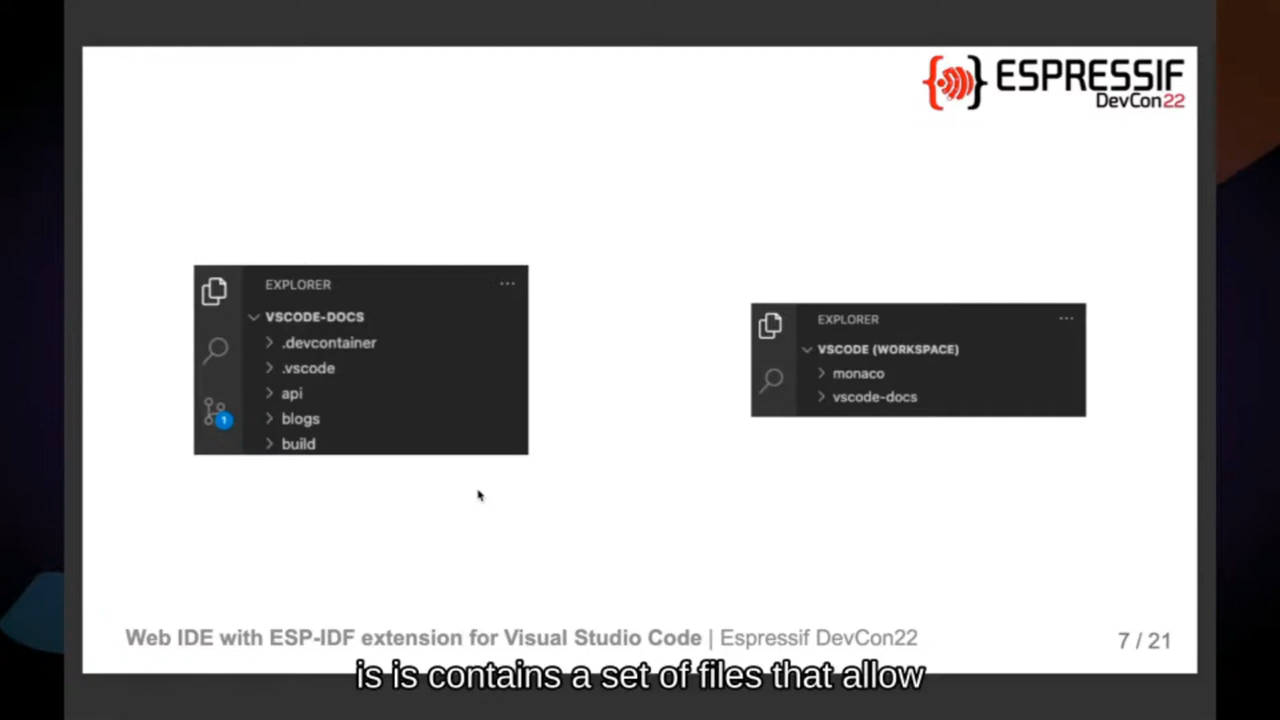 ESPRESSIF
DevCon22
EXPLORER
VSCODE-DOCS
.devcontainer
.vscode
api
blogs
1
build
EXPLORER
VSCODE (WORKSPACE)
monaco
vscode-docs
Web IDE with ESP-IDF extension for Visual Studio Code | Espressif DevCon22
7 / 21
is is contains a set of files that allow